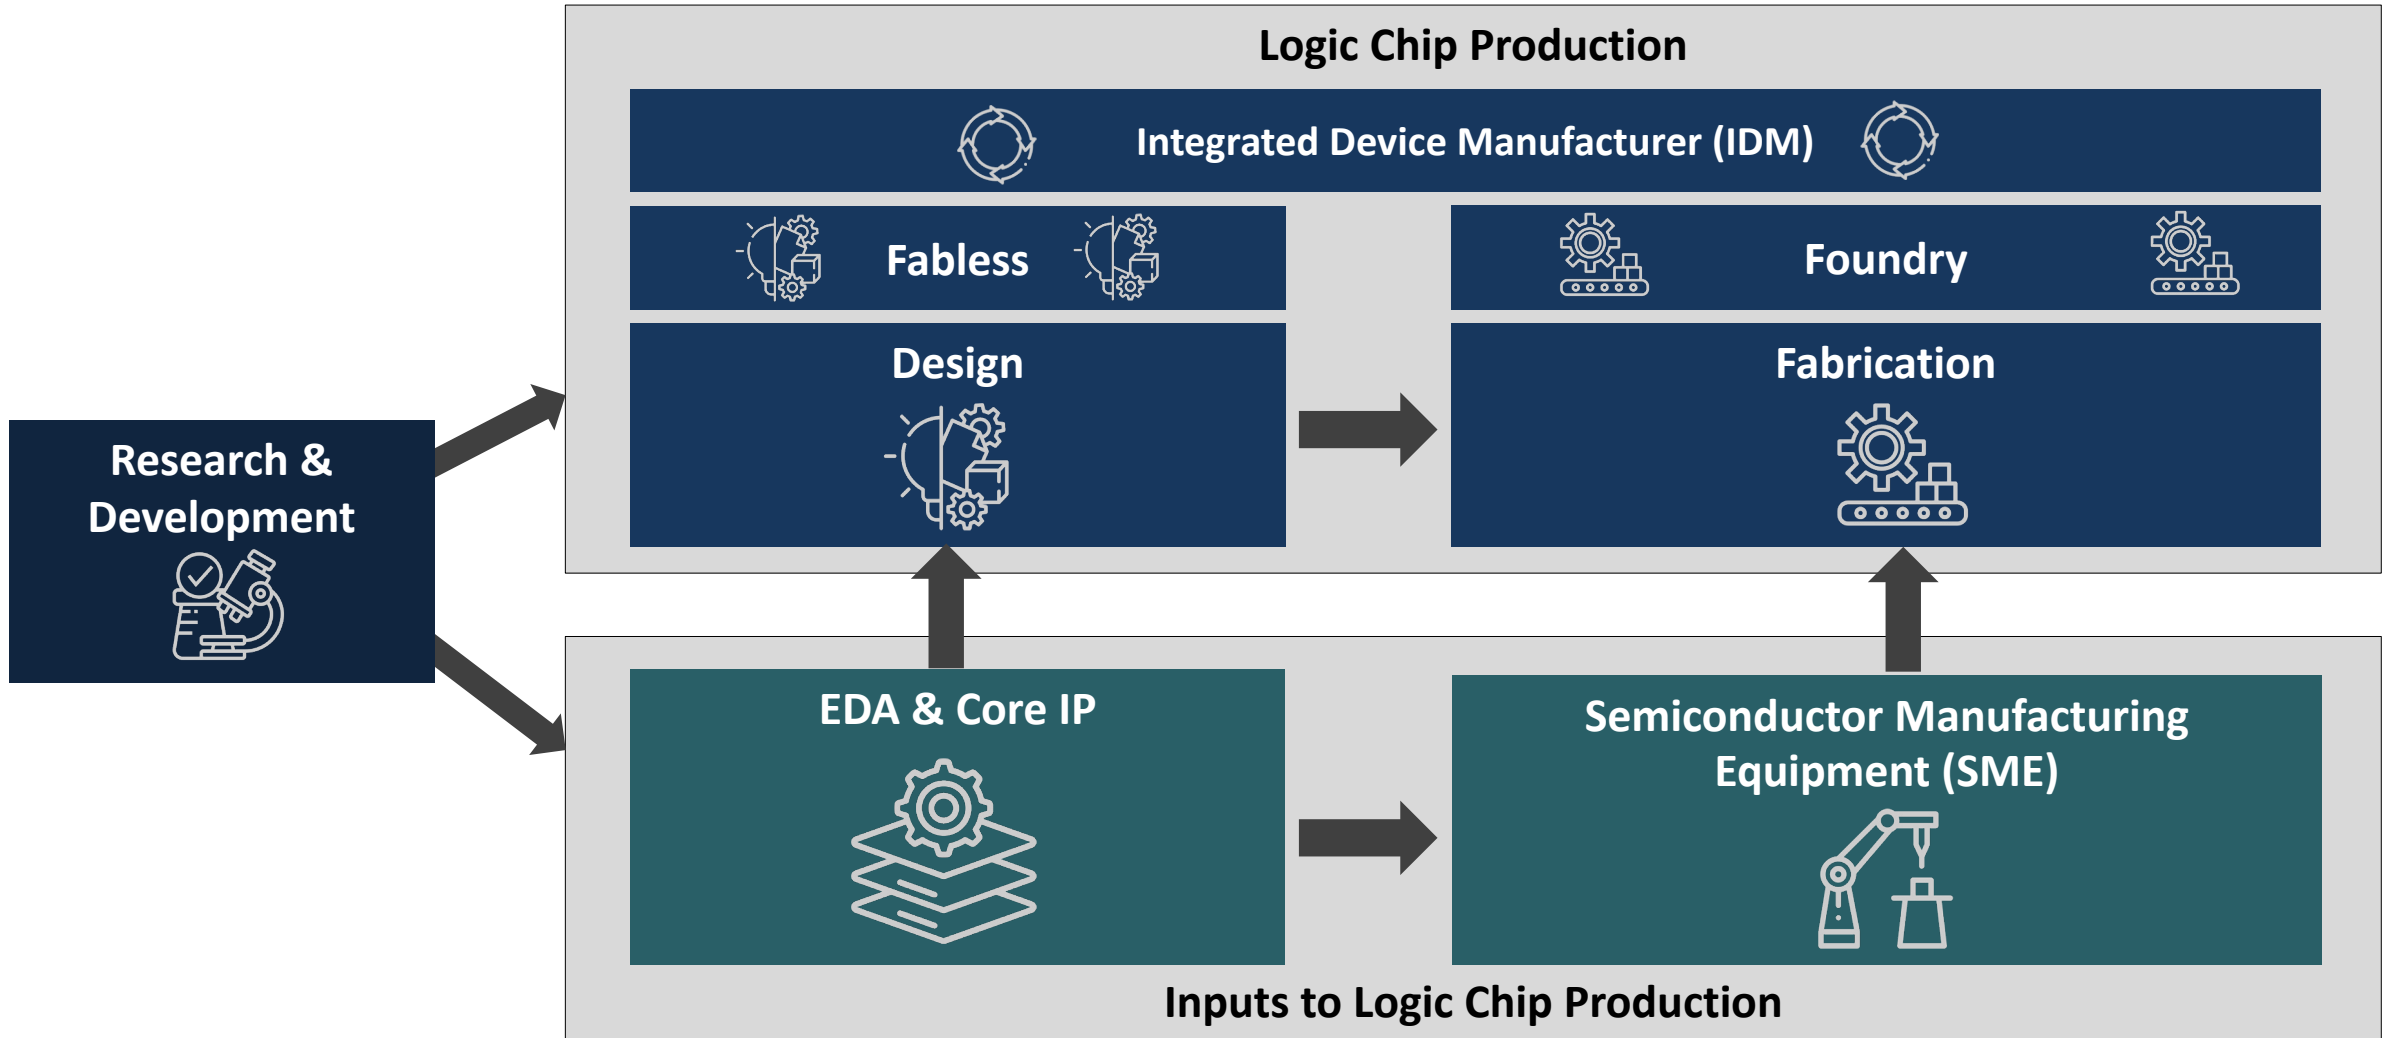 Logic Chip Production
Integrated Device Manufacturer (IDM)
Fabless
Foundry
Design
Fabrication
Research &
Development
EDA & Core IP
Semiconductor Manufacturing
Equipment (SME)
Inputs to Logic Chip Production